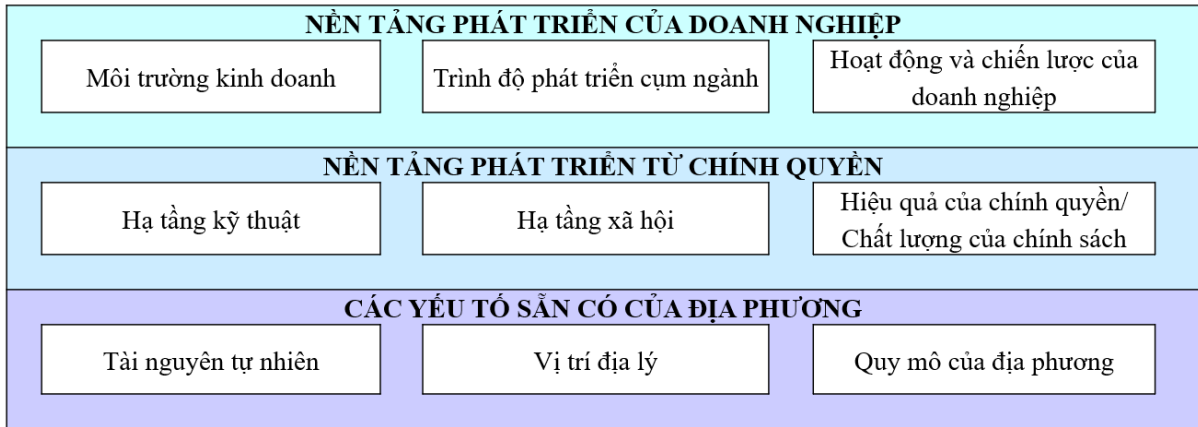 NỀN TẢNG PHÁT TRIỂN CỦA DOANH NGHIỆP
Môi trường kinh doanh
Trình độ phát triển cụm ngành
Hoạt động và chiến lược của
doanh nghiệp
NỀN TẢNG PHÁT TRIỂN TỪ CHÍNH QUYỀN
Hạ tầng kỹ thuật
Hạ tầng xã hội
Hiệu quả của chính quyền/
Chất lượng của chính sách
CÁC YẾU TỐ SẴN CÓ CỦA ĐỊA PHƯƠNG
Tài nguyên tự nhiên
Vị trí địa lý
Quy mô của địa phương